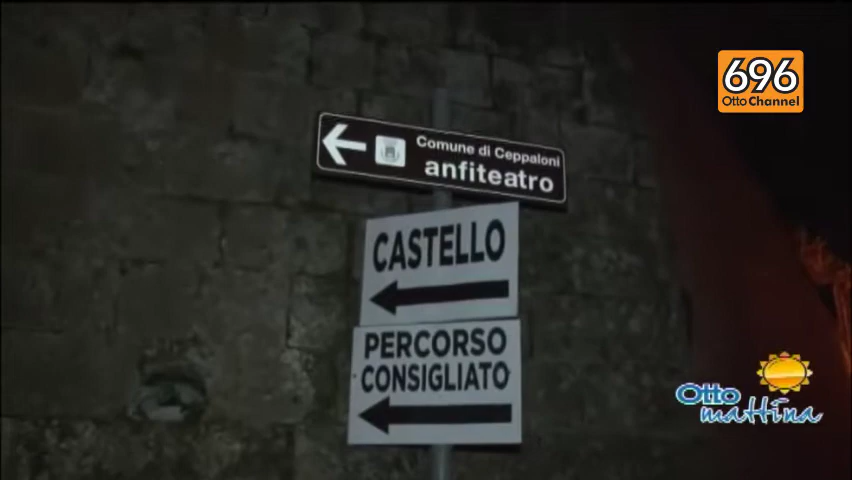 696
Otto Channel
Comune di Ceppaloni
anfiteatro
CASTELLO
PERCORSO
CONSIGLIATO
Otto
mattina